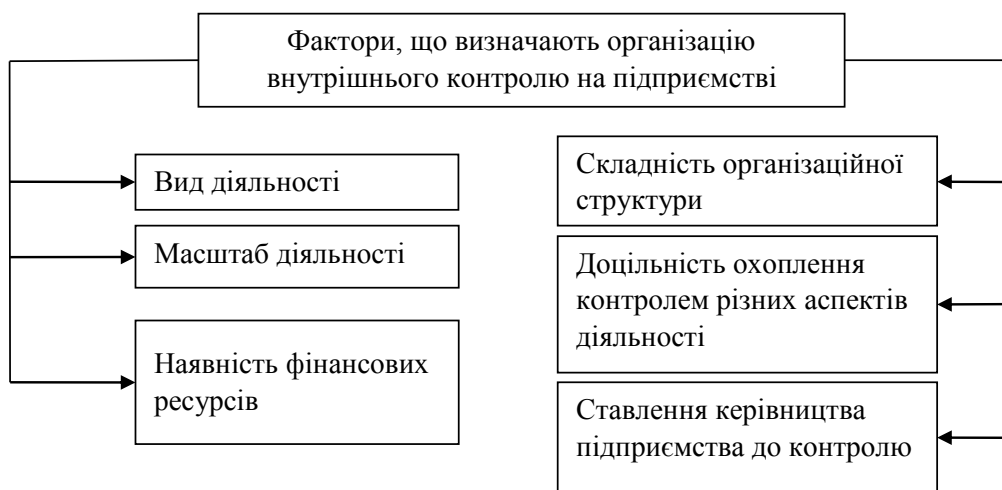 Фактори, що визначають організацію
внутрішнього контролю на підприємстві
Вид діяльності
Масштаб діяльності
Наявність фінансових
ресурсів
Складність організаційної
структури
Доцільність охоплення
контролем різних аспектів
діяльності
Ставлення керівництва
підприємства до контролю